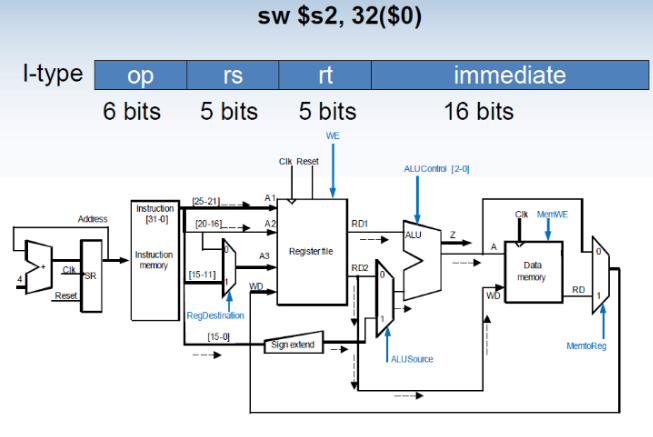 sw $s2, 32($0)
I-type op rs rt immediate
6 bits 5 bits 5 bits 16 bits
WE
Clk Reset
ALUControl [2-0]
Instruction
[31-0]
[25-21]
A1
Address
[20-16]
A2
RD1
Z
Clk MemWE
ALU
A
0
0
Instruction
memory
Register file
A3
RD2
0
Data
memory
+
Clk
SR
[15-11]
1
4
Reset
WD
WD
RD
1
RegDestination
1
[15-0]
Sign extend
ALUSource
MemtoReg